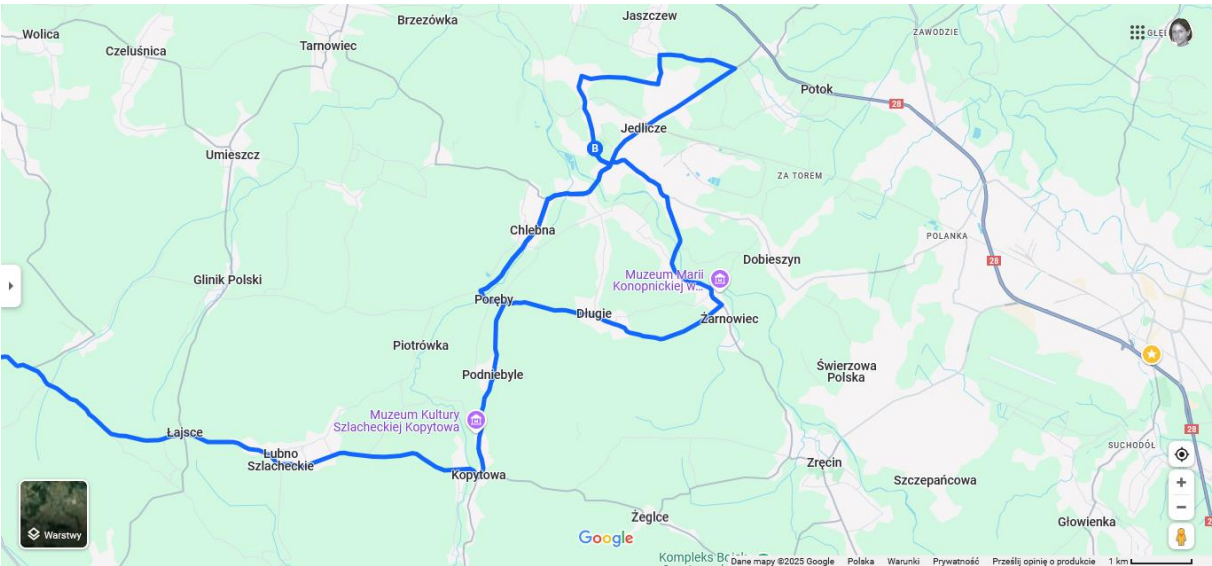 Jaszczew
Brzezówka
Wolica
Czeluśnica
Tarnowiec
ZAWODZIE
Potok
28
Jedlicze
B
Umieszcz
ZA TOREM
Chlebna
POLANKA
Dobieszyn
28
Glinik Polski
Muzeum Marii
Konopnickiej w...
Poręby
Długie
Żarnowiec
Piotrówka
Świerzowa
Polska
Podniebyle
Muzeum Kultury
Szlacheckiej Kopytowa
Łajsce
28
SUCHODÓŁ
Lubno
Szlacheckie
Kopytowa
Zręcin
Szczepańcowa
Żeglce
Głowienka
Warstwy
Google
Dane mapy ©2025 Google Polska Warunki Prywatność Prześlij opinię o produkcie 1 km